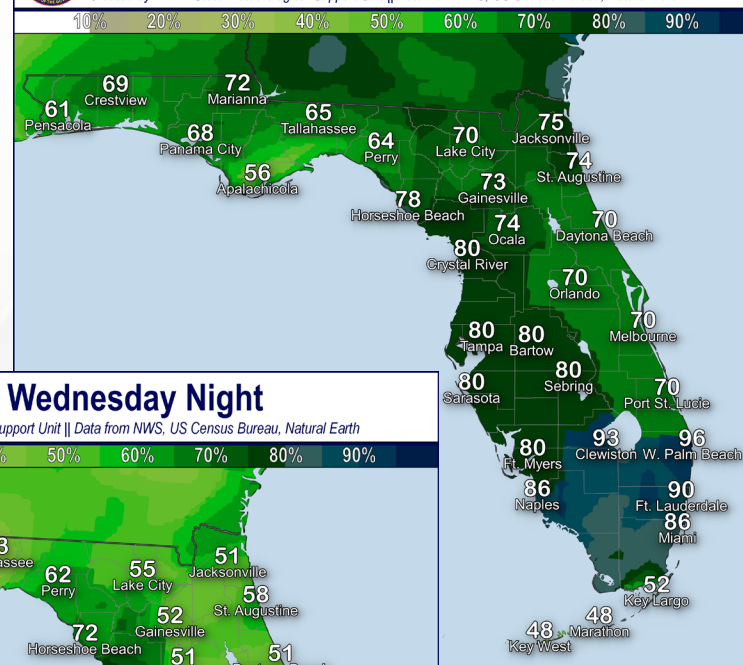 10% 20% 30% 40% 50% 60% 70% 80% 90%
69
Crestview
72
Marianna
61
Pensacola
65
Tallahassee
68
Panama City
64
Perry
70
Lake City
75
Jacksonville
74
St. Augustine
56
Apalachicola
73
Gainesville
78
Horseshoe Beach
74
Ocala
70
Daytona Beach
80
Crystal River
70
Orlando
70
Melbourne
80
Tampa
80
Bartow
80
Sebring
80
Sarasota
70
Port St. Lucie
93
Clewiston
96
W. Palm Beach
80
Ft. Myers
86
Naples
90
Ft. Lauderdale
86
Miami
52
Key Largo
48
Marathon
48
Key West
Wednesday Night
upport Unit || Data from NWS, US Census Bureau, Natural Earth
% 50% 60% 70% 80% 90%
3
assee
62
Perry
55
Lake City
51
Jacksonville
58
St. Augustine
52
Gainesville
72
Horseshoe Beach
51
51